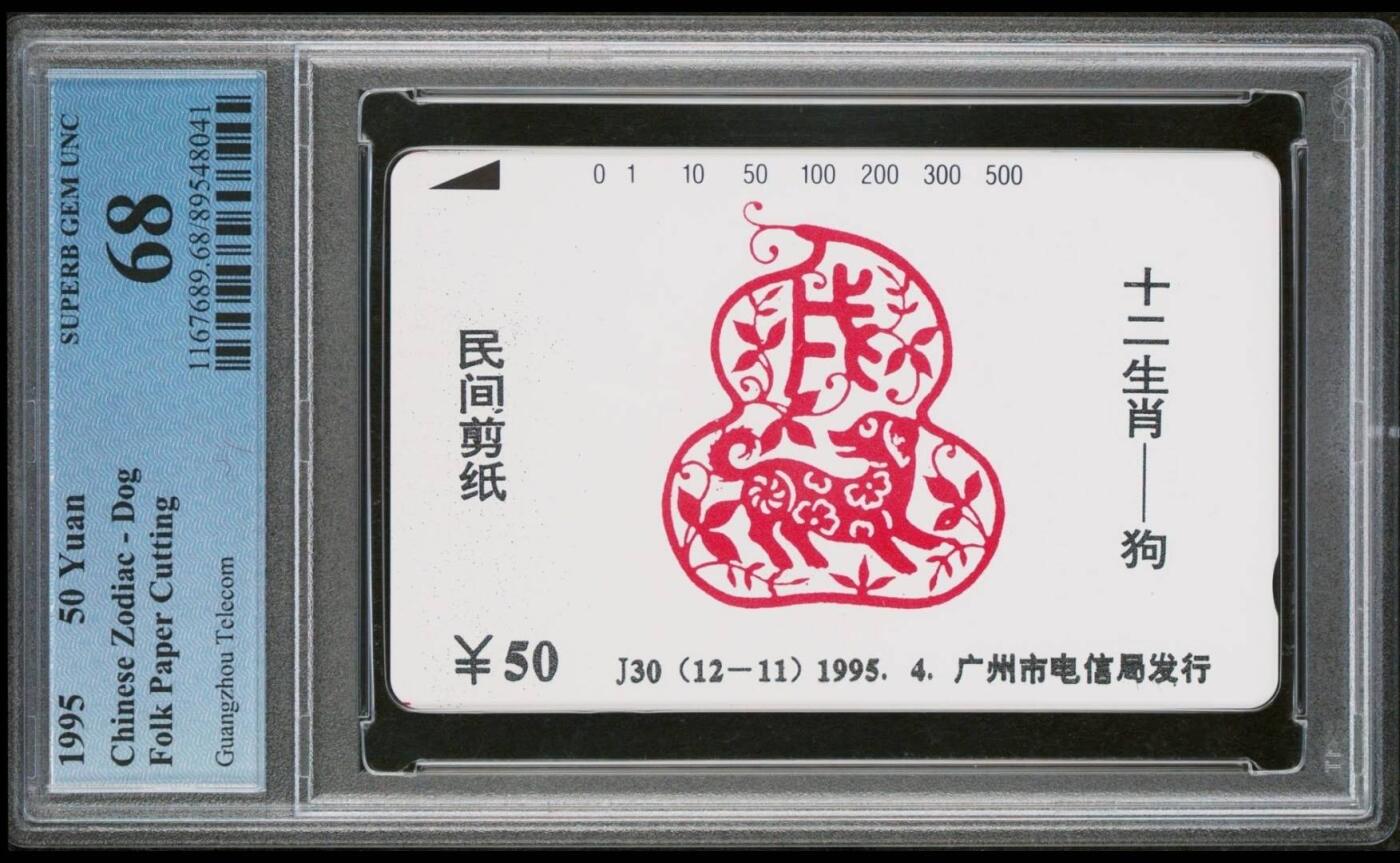 SUPERB GEM UNC
68
1167689.68/89548041
1995 50 Yuan
Chinese Zodiac - Dog
Folk Paper Cutting
Guangzhou Telecom
0 1 10 50 100 200 300 500
民间剪纸
戌
十二生肖——狗
¥50
J30（12－11）1995. 4. 广州市电信局发行